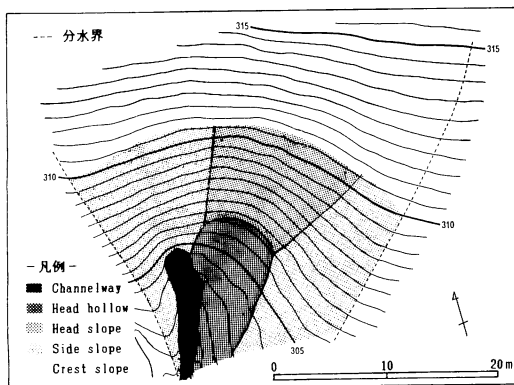 --- 分水界
315
315
310
310
305
－凡例－
Channelway
Head hollow
Head slope
Side slope
Crest slope
0 10 20 m